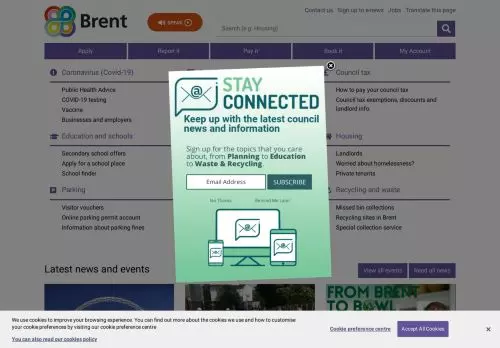 Brent
SPEAK
Contact us Sign up to e-news Jobs Translate this page
Search (e.g. Housing)
Apply Report it Pay it Book it My Account
Coronavirus (Covid-19)
Public Health Advice
COVID-19 testing
Vaccine
Businesses and employers
Council tax
How to pay your council tax
Council tax exemptions, discounts and
landlord info.
STAY
CONNECTED
Keep up with the latest council
news and information
Sign up for the topics that you care
about, from Planning to Education
to Waste & Recycling.
Email Address SUBSCRIBE
No Thanks Remind Me Later
Education and schools
Secondary school offers
Apply for a school place
School finder
Housing
Landlords
Worried about homelessness?
Private tenants
Parking
Visitor vouchers
Online parking permit account
Information about parking fines
Recycling and waste
Missed bin collections
Recycling sites in Brent
Special collection service
Latest news and events
View all events Read all news
FROM BRENT
TO BOWL
We use cookies to improve your browsing experience. You can find out more about the cookies we use and how to customise
your cookie preferences by visiting our cookie preference centre
You can also read our cookies policy
Cookie preference centre
Accept All Cookies